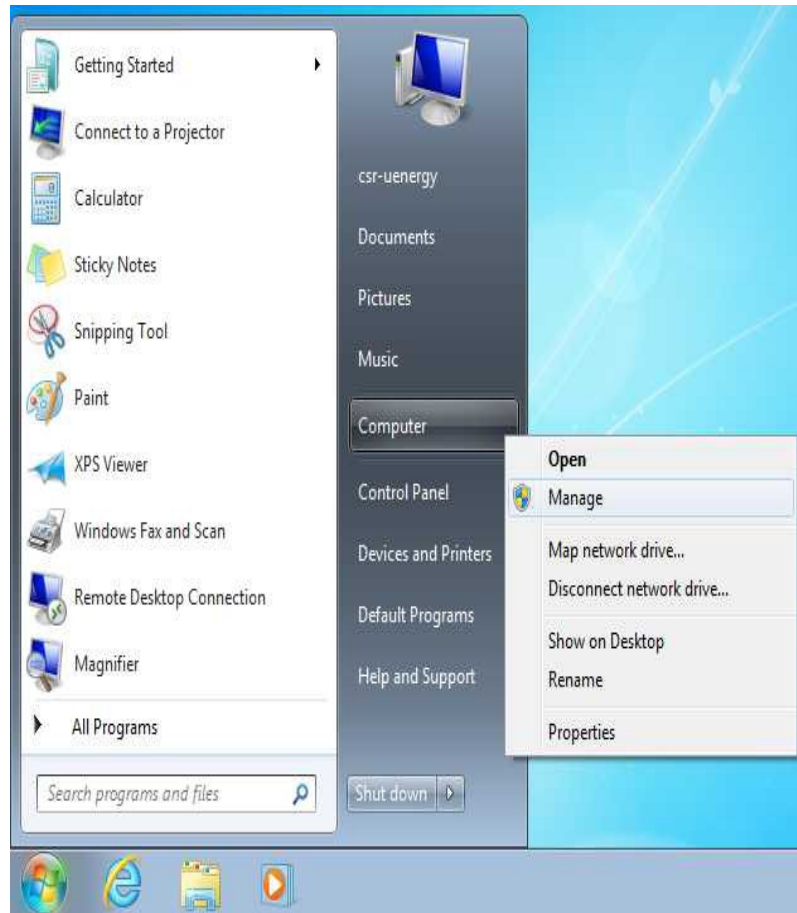 Getting Started
Connect to a Projector
Calculator
Sticky Notes
Snipping Tool
Paint
XPS Viewer
Windows Fax and Scan
Remote Desktop Connection
Magnifier
All Programs
Search programs and files
csr-uenergy
Documents
Pictures
Music
Computer
Control Panel
Devices and Printers
Default Programs
Help and Support
Shut down
Open
Manage
Map network drive...
Disconnect network drive...
Show on Desktop
Rename
Properties